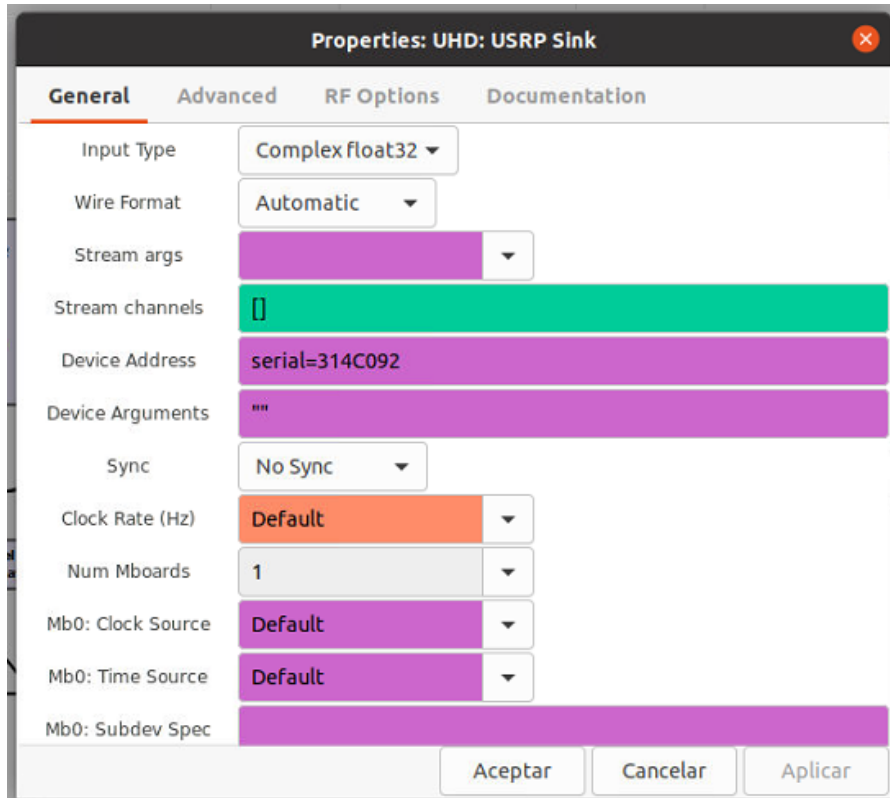 Properties: UHD: USRP Sink
General Advanced RF Options Documentation
Input Type Complex float32
Wire Format Automatic
Stream args
Stream channels []
Device Address serial=314C092
Device Arguments ""
Sync No Sync
Clock Rate (Hz) Default
Num Mboards 1
Mb0: Clock Source Default
Mb0: Time Source Default
Mb0: Subdev Spec
Aceptar Cancelar Aplicar